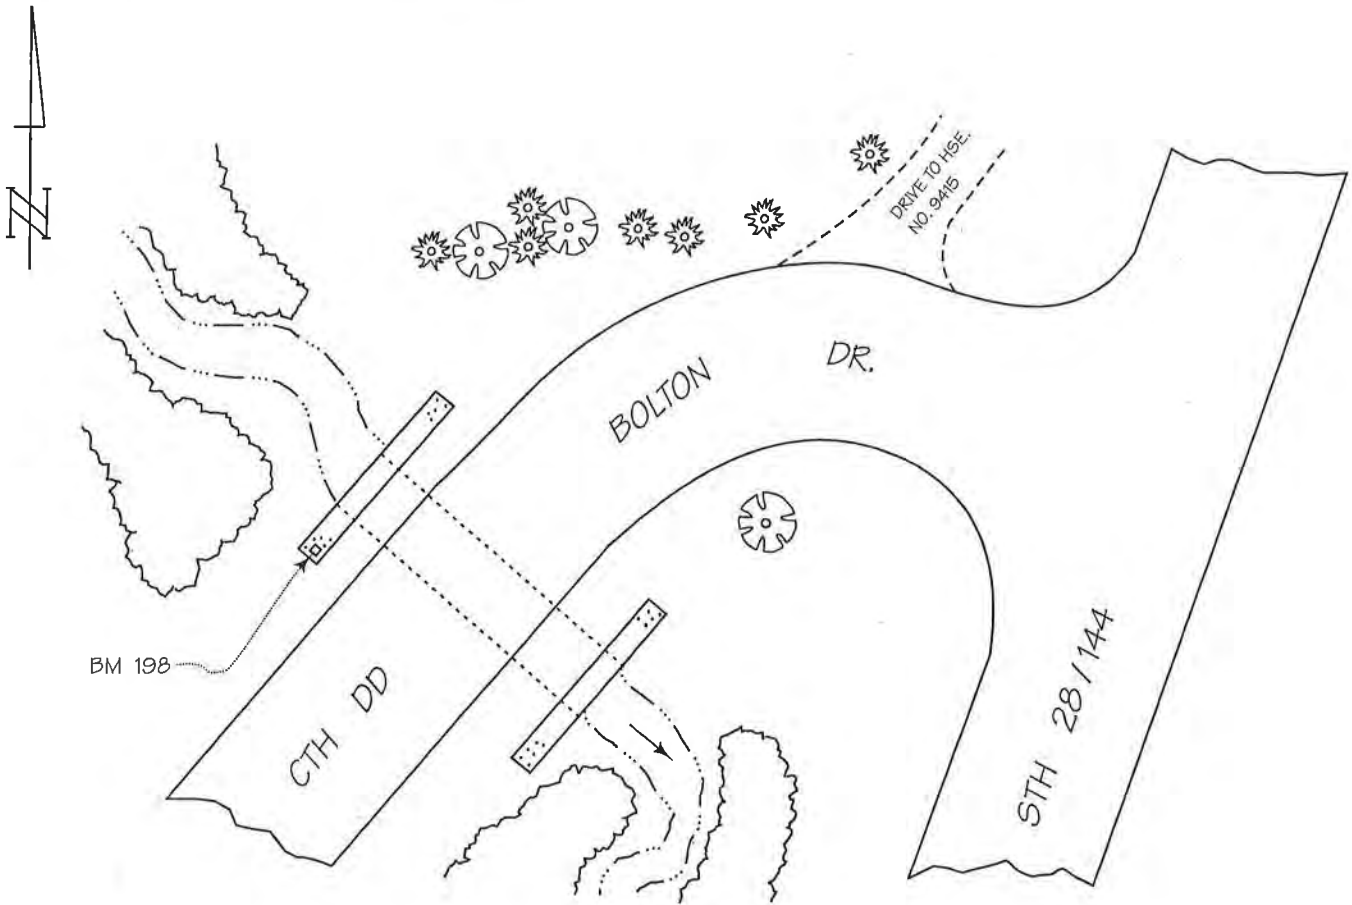 N
DRIVE TO HSE.
NO. 9415
BOLTON DR.
BM 198
CTH DD
STH 28/144